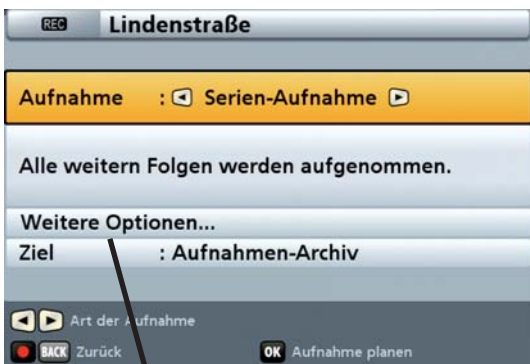 REC Lindenstraße
Aufnahme : Serien-Aufnahme
Alle weitern Folgen werden aufgenommen.
Weitere Optionen...
Ziel : Aufnahmen-Archiv
Art der Aufnahme
BACK Zurück OK Aufnahme planen